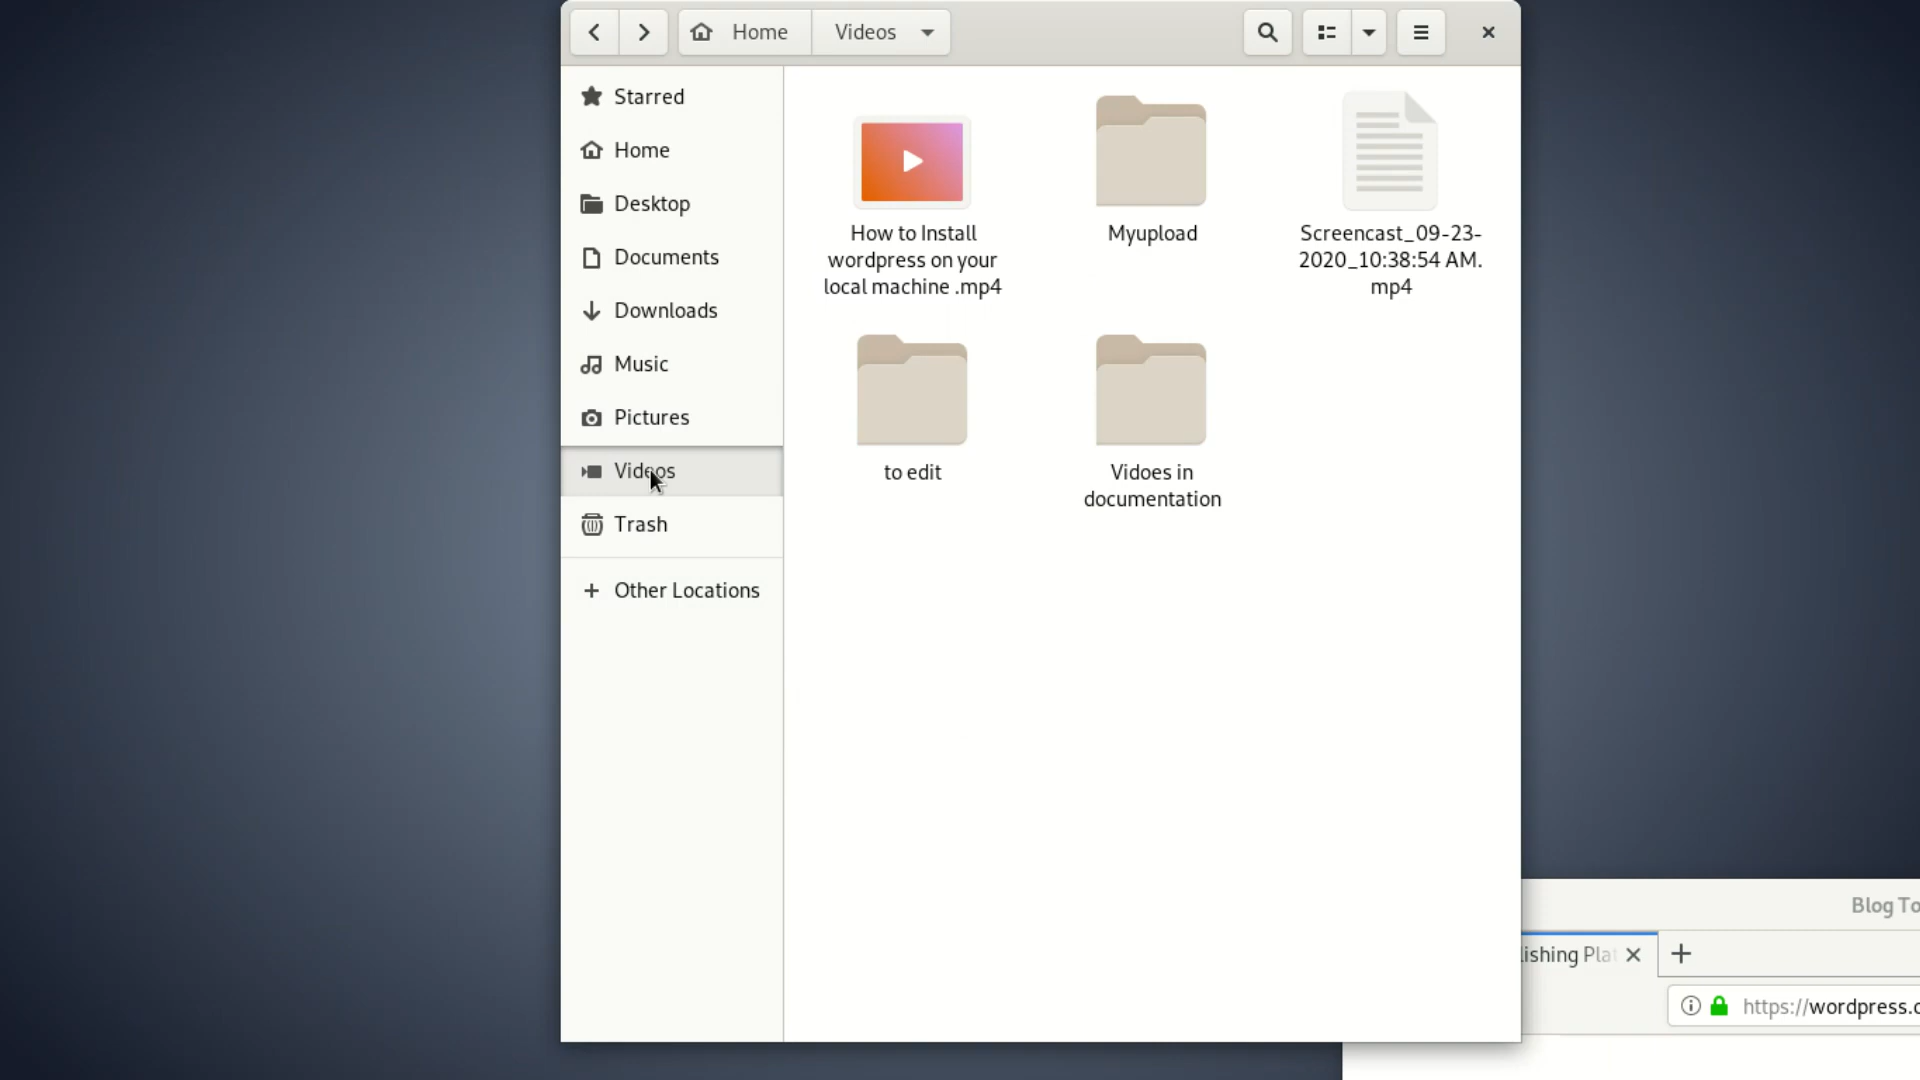 Home
Videos
Starred
Home
Desktop
Documents
Downloads
Music
Pictures
Videos
Trash
Other Locations
How to Install
wordpress on your
local machine .mp4
Myupload
Screencast_09-23-
2020_10:38:54 AM.
mp4
to edit
Vidoes in
documentation
Blog To
lishing Pla
https://wordpress.o